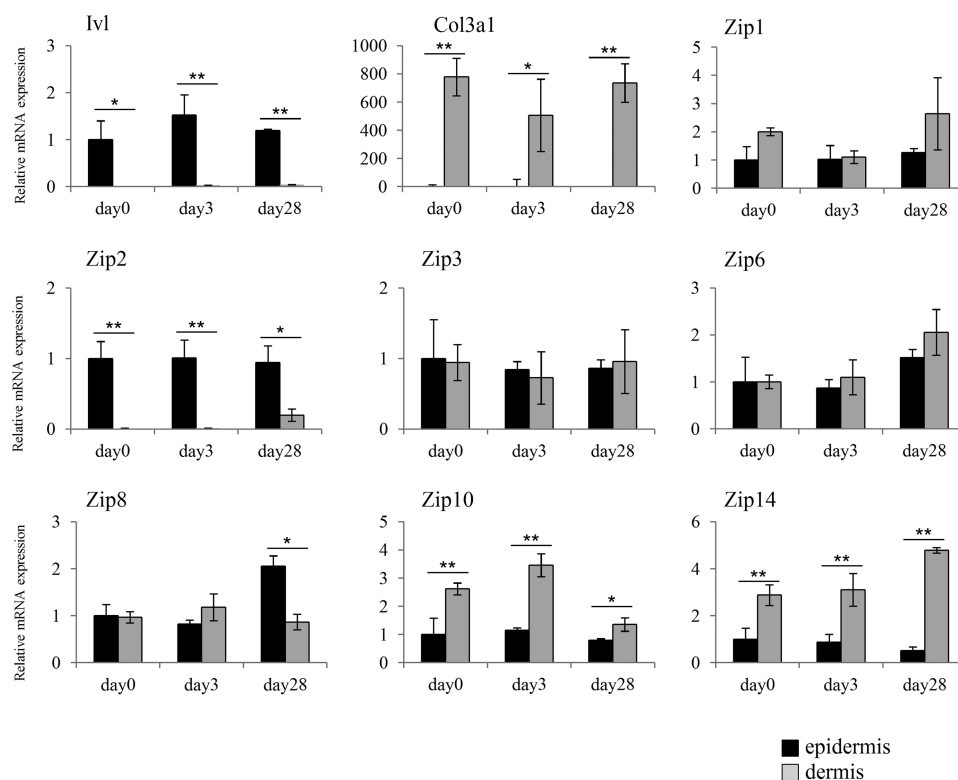 Ivl
Col3a1
Zip1
Relative mRNA expression
3
2
1
0
*
**
**
day0
day3
day28
1000
800
600
400
200
0
**
*
**
day0
day3
day28
5
4
3
2
1
0
day0
day3
day28
Zip2
Zip3
Zip6
Relative mRNA expression
2
1
0
**
**
*
day0
day3
day28
2
1
0
day0
day3
day28
3
2
1
0
day0
day3
day28
Zip8
Zip10
Zip14
Relative mRNA expression
3
2
1
0
*
day0
day3
day28
5
4
3
2
1
0
**
**
*
day0
day3
day28
6
4
2
0
**
**
**
day0
day3
day28
epidermis
dermis